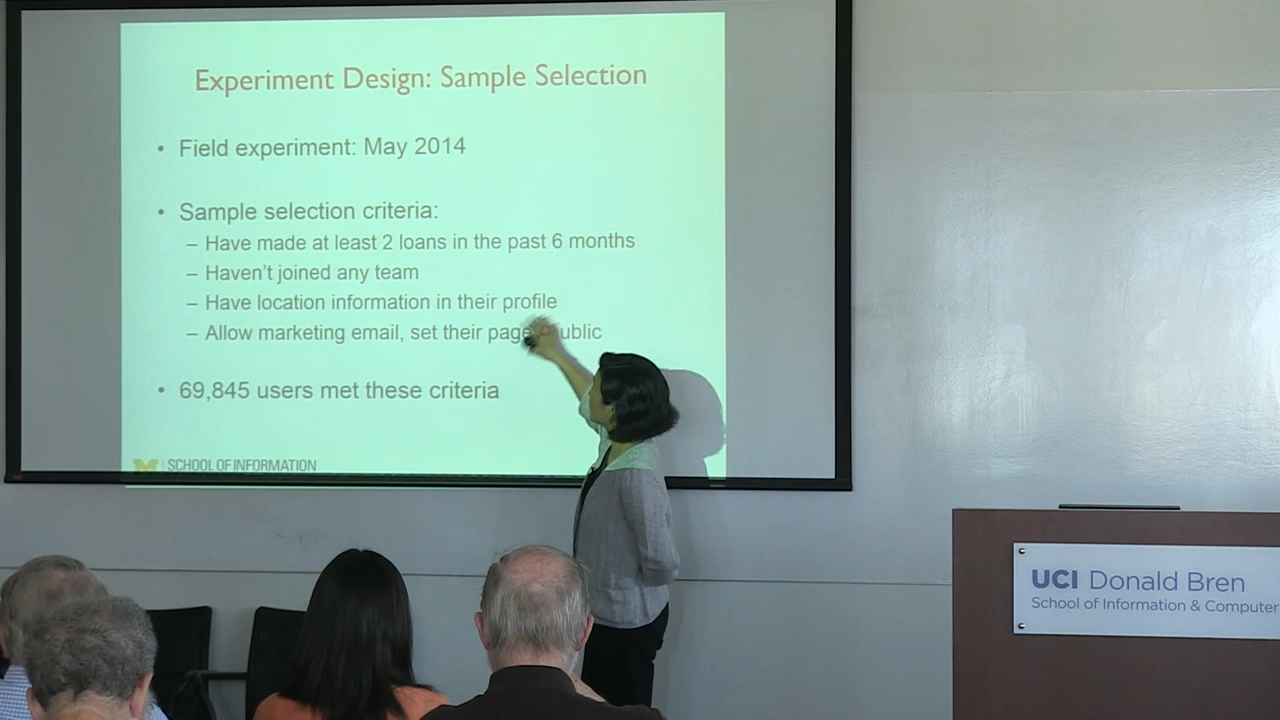 Experiment Design: Sample Selection
• Field experiment: May 2014
• Sample selection criteria:
– Have made at least 2 loans in the past 6 months
– Haven't joined any team
– Have location information in their profile
– Allow marketing email, set their page
• 69,845 users met these criteria
M | SCHOOL OF INFORMATION
UCI Donald Bren
School of Information & Computer